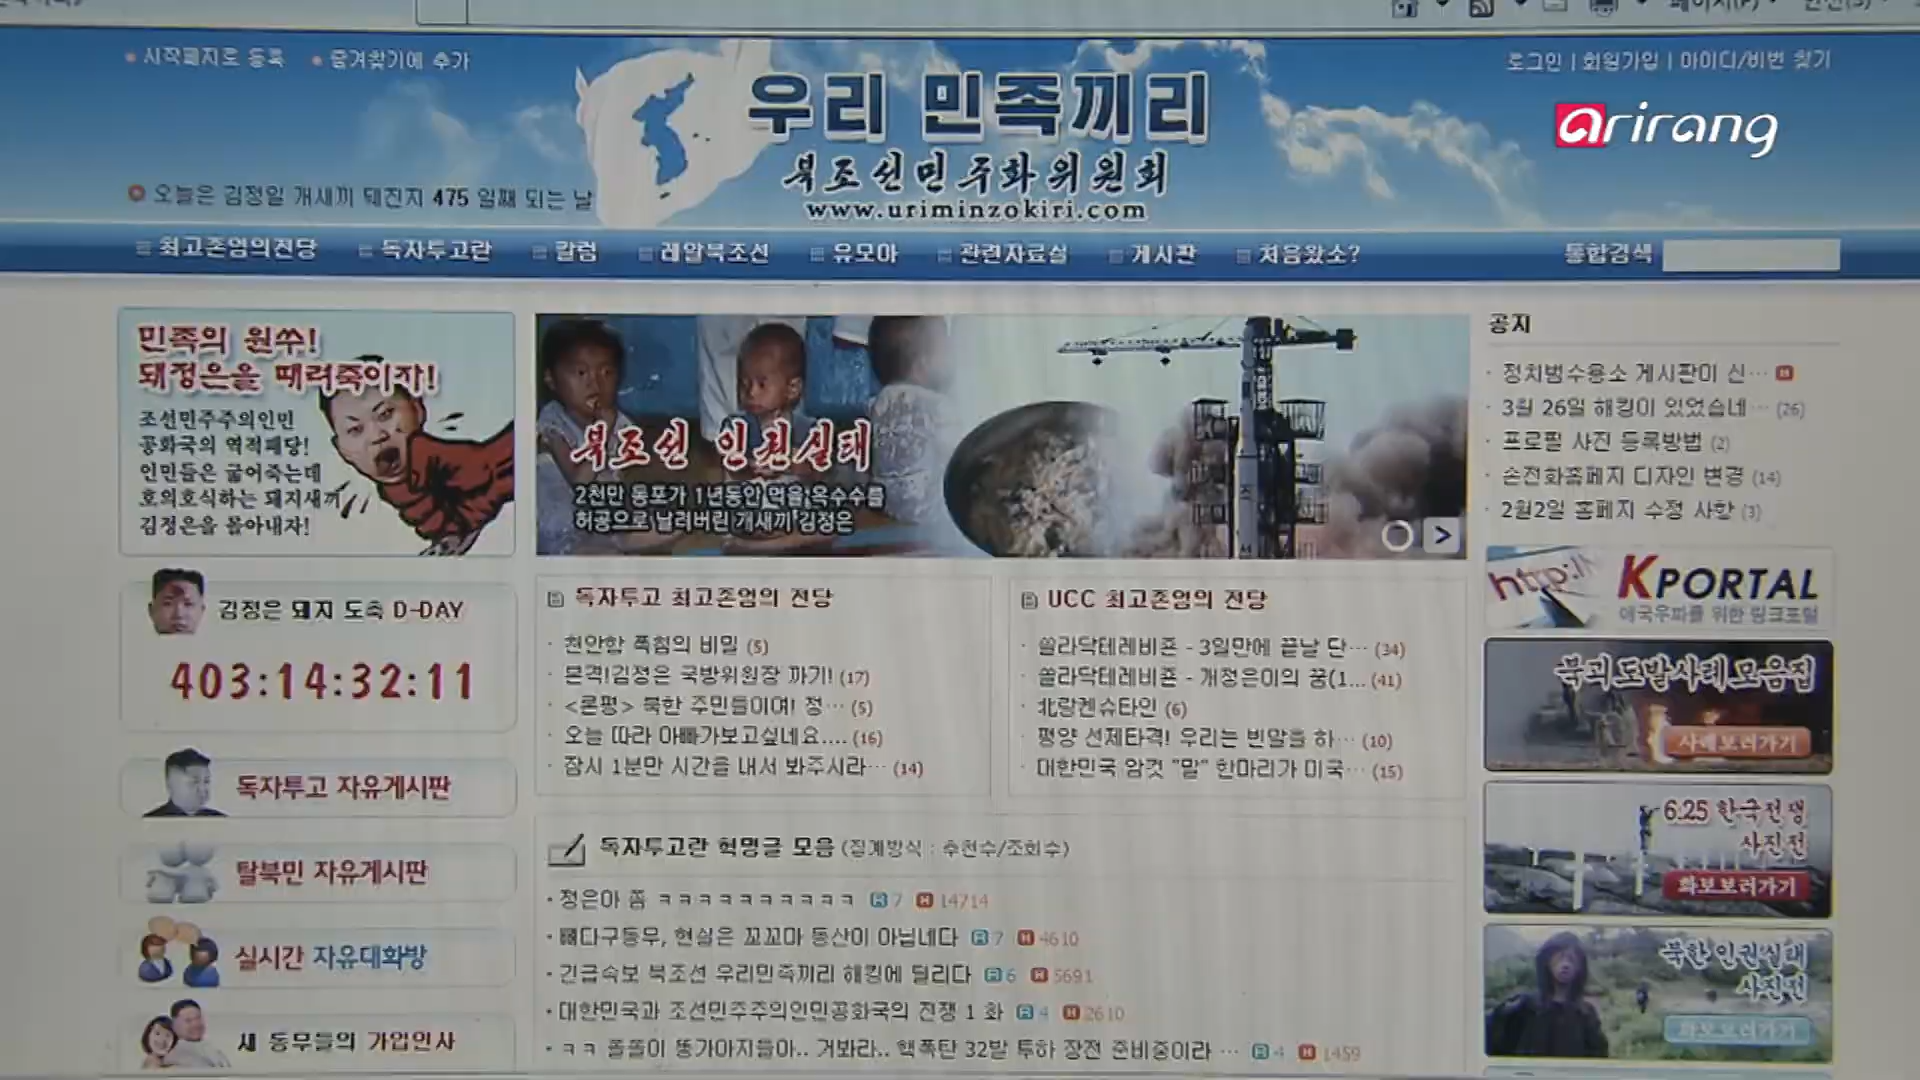 시작페지로 등록
즐겨찾기에 추가
로그인 | 회원가입 | 아이디/비번 찾기
우리 민족끼리
북조선민주화위원회
www.uriminzokiri.com
arirang
오늘은 김정일 개새끼 뒈진지 475 일째 되는 날
최고존엄의전당
독자투고란
칼럼
레알북조선
유모아
관련자료실
게시판
처음왔소?
통합검색
민족의 원쑤!
돼정은을 때려죽이자!
조선민주주의인민
공화국의 역적패당!
인민들은 굶어죽는데
호의호식하는 돼지새끼
김정은을 몰아내자!
북조선 인권실태
2천만 동포가 1년동안 먹을 옥수수를
허공으로 날려버린 개새끼 김정은
공지
정치범수용소 게시판이 신…
3월 26일 해킹이 있었습네… (26)
프로필 사진 등록방법 (2)
손전화홈페지 디자인 변경 (14)
2월2일 홈페지 수정 사항 (3)
http://
KPORTAL
애국우파를 위한 링크포털
김정은 돼지 도축 D-DAY
403:14:32:11
독자투고 최고존엄의 전당
천안함 폭침의 비밀 (5)
본격!김정은 국방위원장 까기! (17)
<론평> 북한 주민들이여! 정… (5)
오늘 따라 아빠가보고싶네요.... (16)
잠시 1분만 시간을 내서 봐주시라… (14)
UCC 최고존엄의 전당
쏠라닥테레비죤 - 3일만에 끝날 단… (34)
쏠라닥테레비죤 - 개정은이의 꿈(1... (41)
北랑켄슈타인 (6)
평양 선제타격! 우리는 빈말을 하… (10)
대한민국 암컷 "말" 한마리가 미국… (15)
북괴도발사례모음집
사례보러가기
6.25 한국전쟁
사진전
화보보러가기
북한인권실태
사진전
화보보러가기
독자투고 자유게시판
탈북민 자유게시판
실시간 자유대화방
새 동무들의 가입인사
독자투고란 혁명글 모음 (집계방식 : 추천수/조회수)
정은아 쫌 ㅋㅋㅋㅋㅋㅋㅋㅋㅋㅋ R 7 H 14714
빼다구동무, 현실은 꼬꼬마 동산이 아닙네다 R 7 H 4610
긴급속보 북조선 우리민족끼리 해킹에 털리다 R 6 H 5691
대한민국과 조선민주주의인민공화국의 전쟁 1 화 R 4 H 2610
ㅋㅋ 똘똘이 똥가아지들아.. 거봐라.. 핵폭탄 32발 투하 장전 준비중이라 … R 4 H 1459